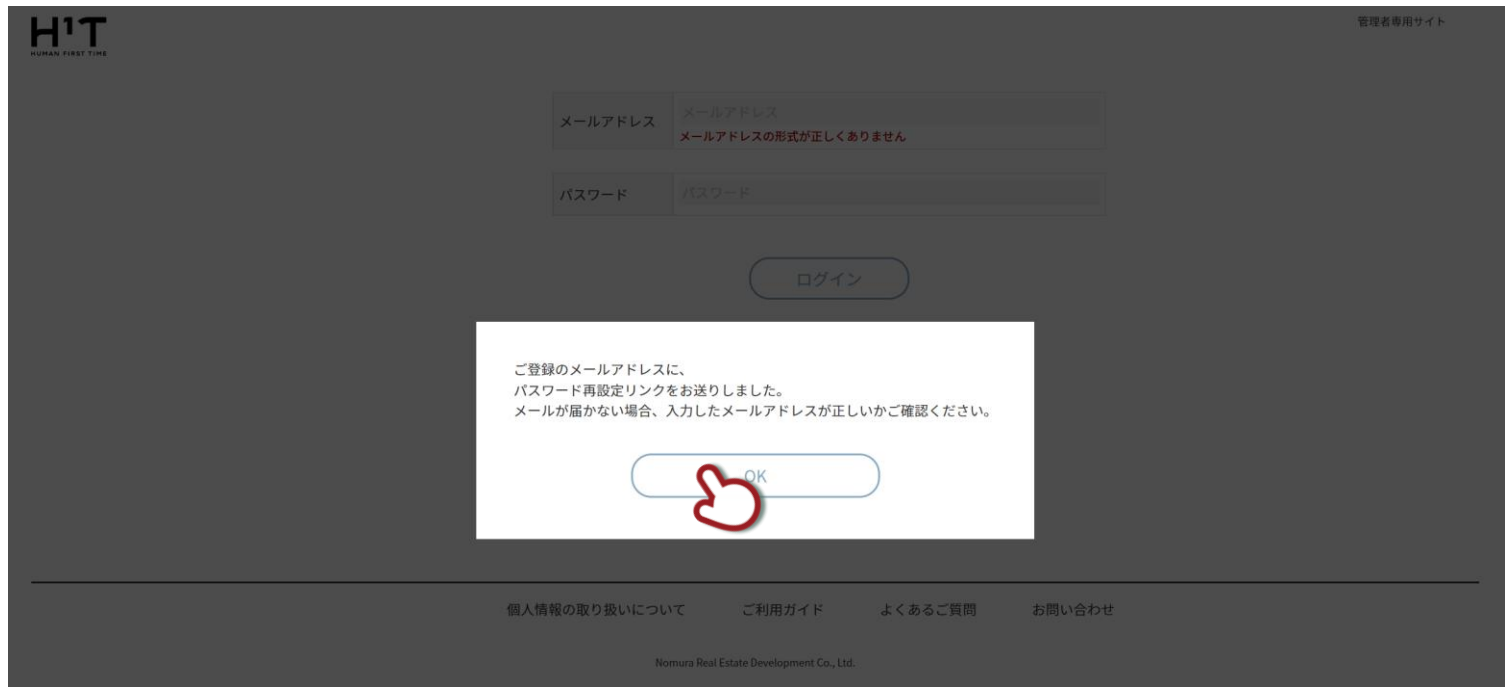 H¹T
HUMAN FIRST TIME
管理者専用サイト
メールアドレス
メールアドレス
メールアドレスの形式が正しくありません
パスワード
パスワード
ログイン
ご登録のメールアドレスに、
パスワード再設定リンクをお送りしました。
メールが届かない場合、入力したメールアドレスが正しいかご確認ください。
OK
個人情報の取り扱いについて ご利用ガイド よくあるご質問 お問い合わせ
Nomura Real Estate Development Co., Ltd.